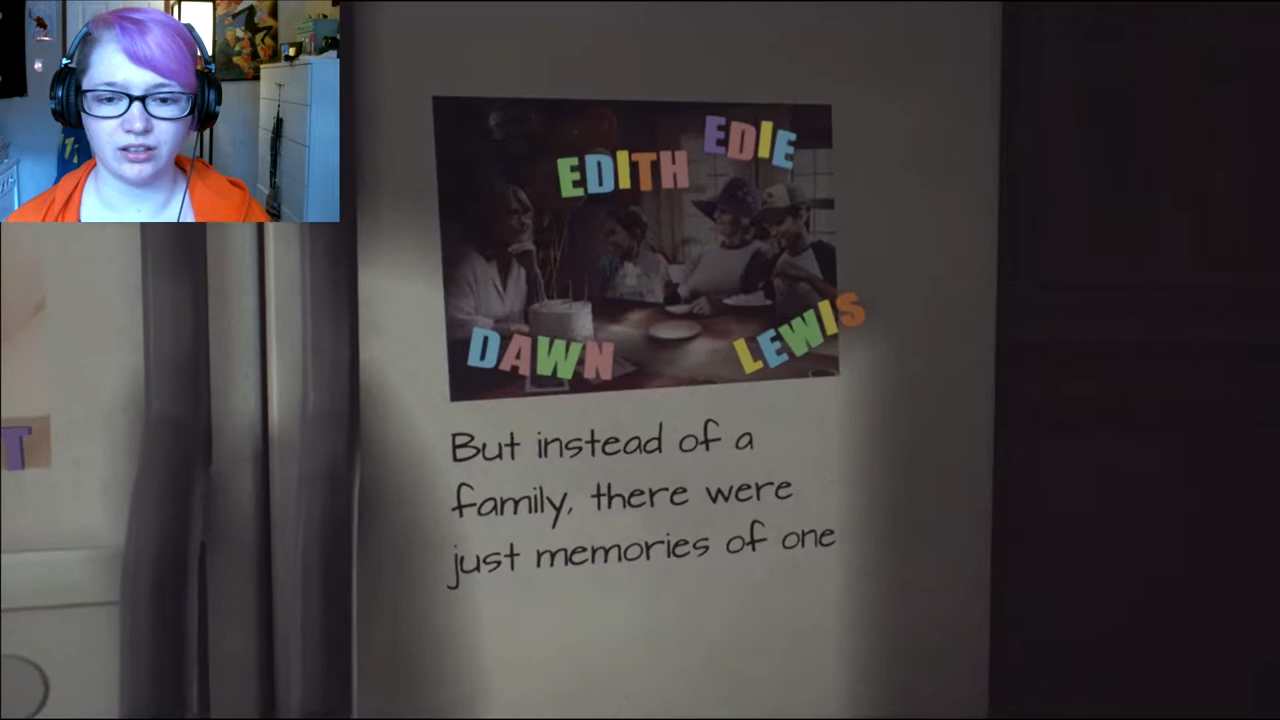 EDIE
EDITH
DAWN
LEWIS
T
But instead of a
family, there were
just memories of one